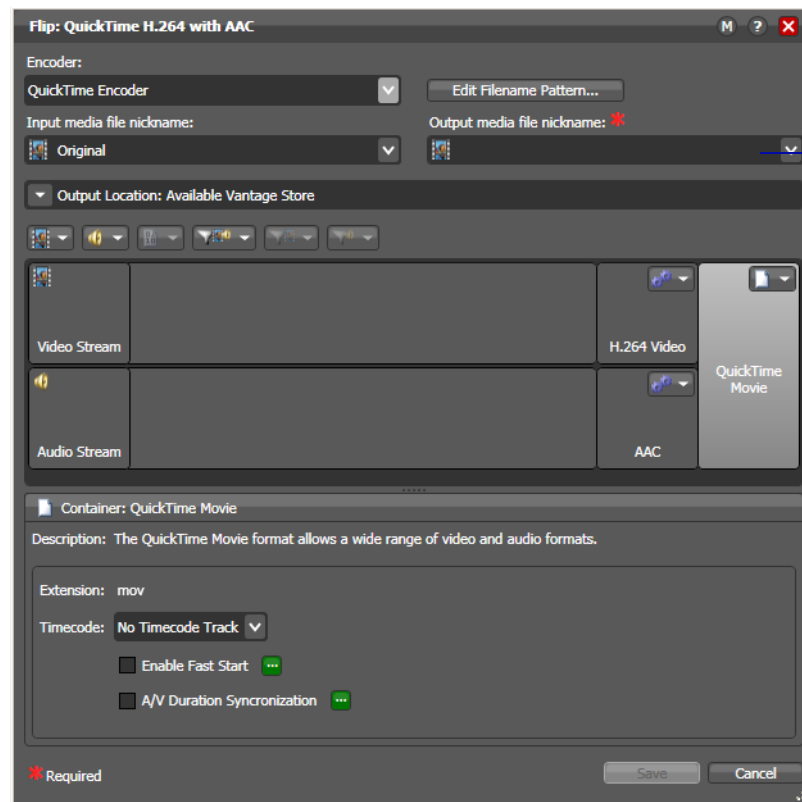 Flip: QuickTime H.264 with AAC
M ?
Encoder:
QuickTime Encoder
Edit Filename Pattern...
Input media file nickname:
Output media file nickname: *
Original
Output Location: Available Vantage Store
Video Stream
H.264 Video
QuickTime
Movie
Audio Stream
AAC
Container: QuickTime Movie
Description: The QuickTime Movie format allows a wide range of video and audio formats.
Extension: mov
Timecode: No Timecode Track
Enable Fast Start ...
A/V Duration Syncronization ...
* Required
Save
Cancel